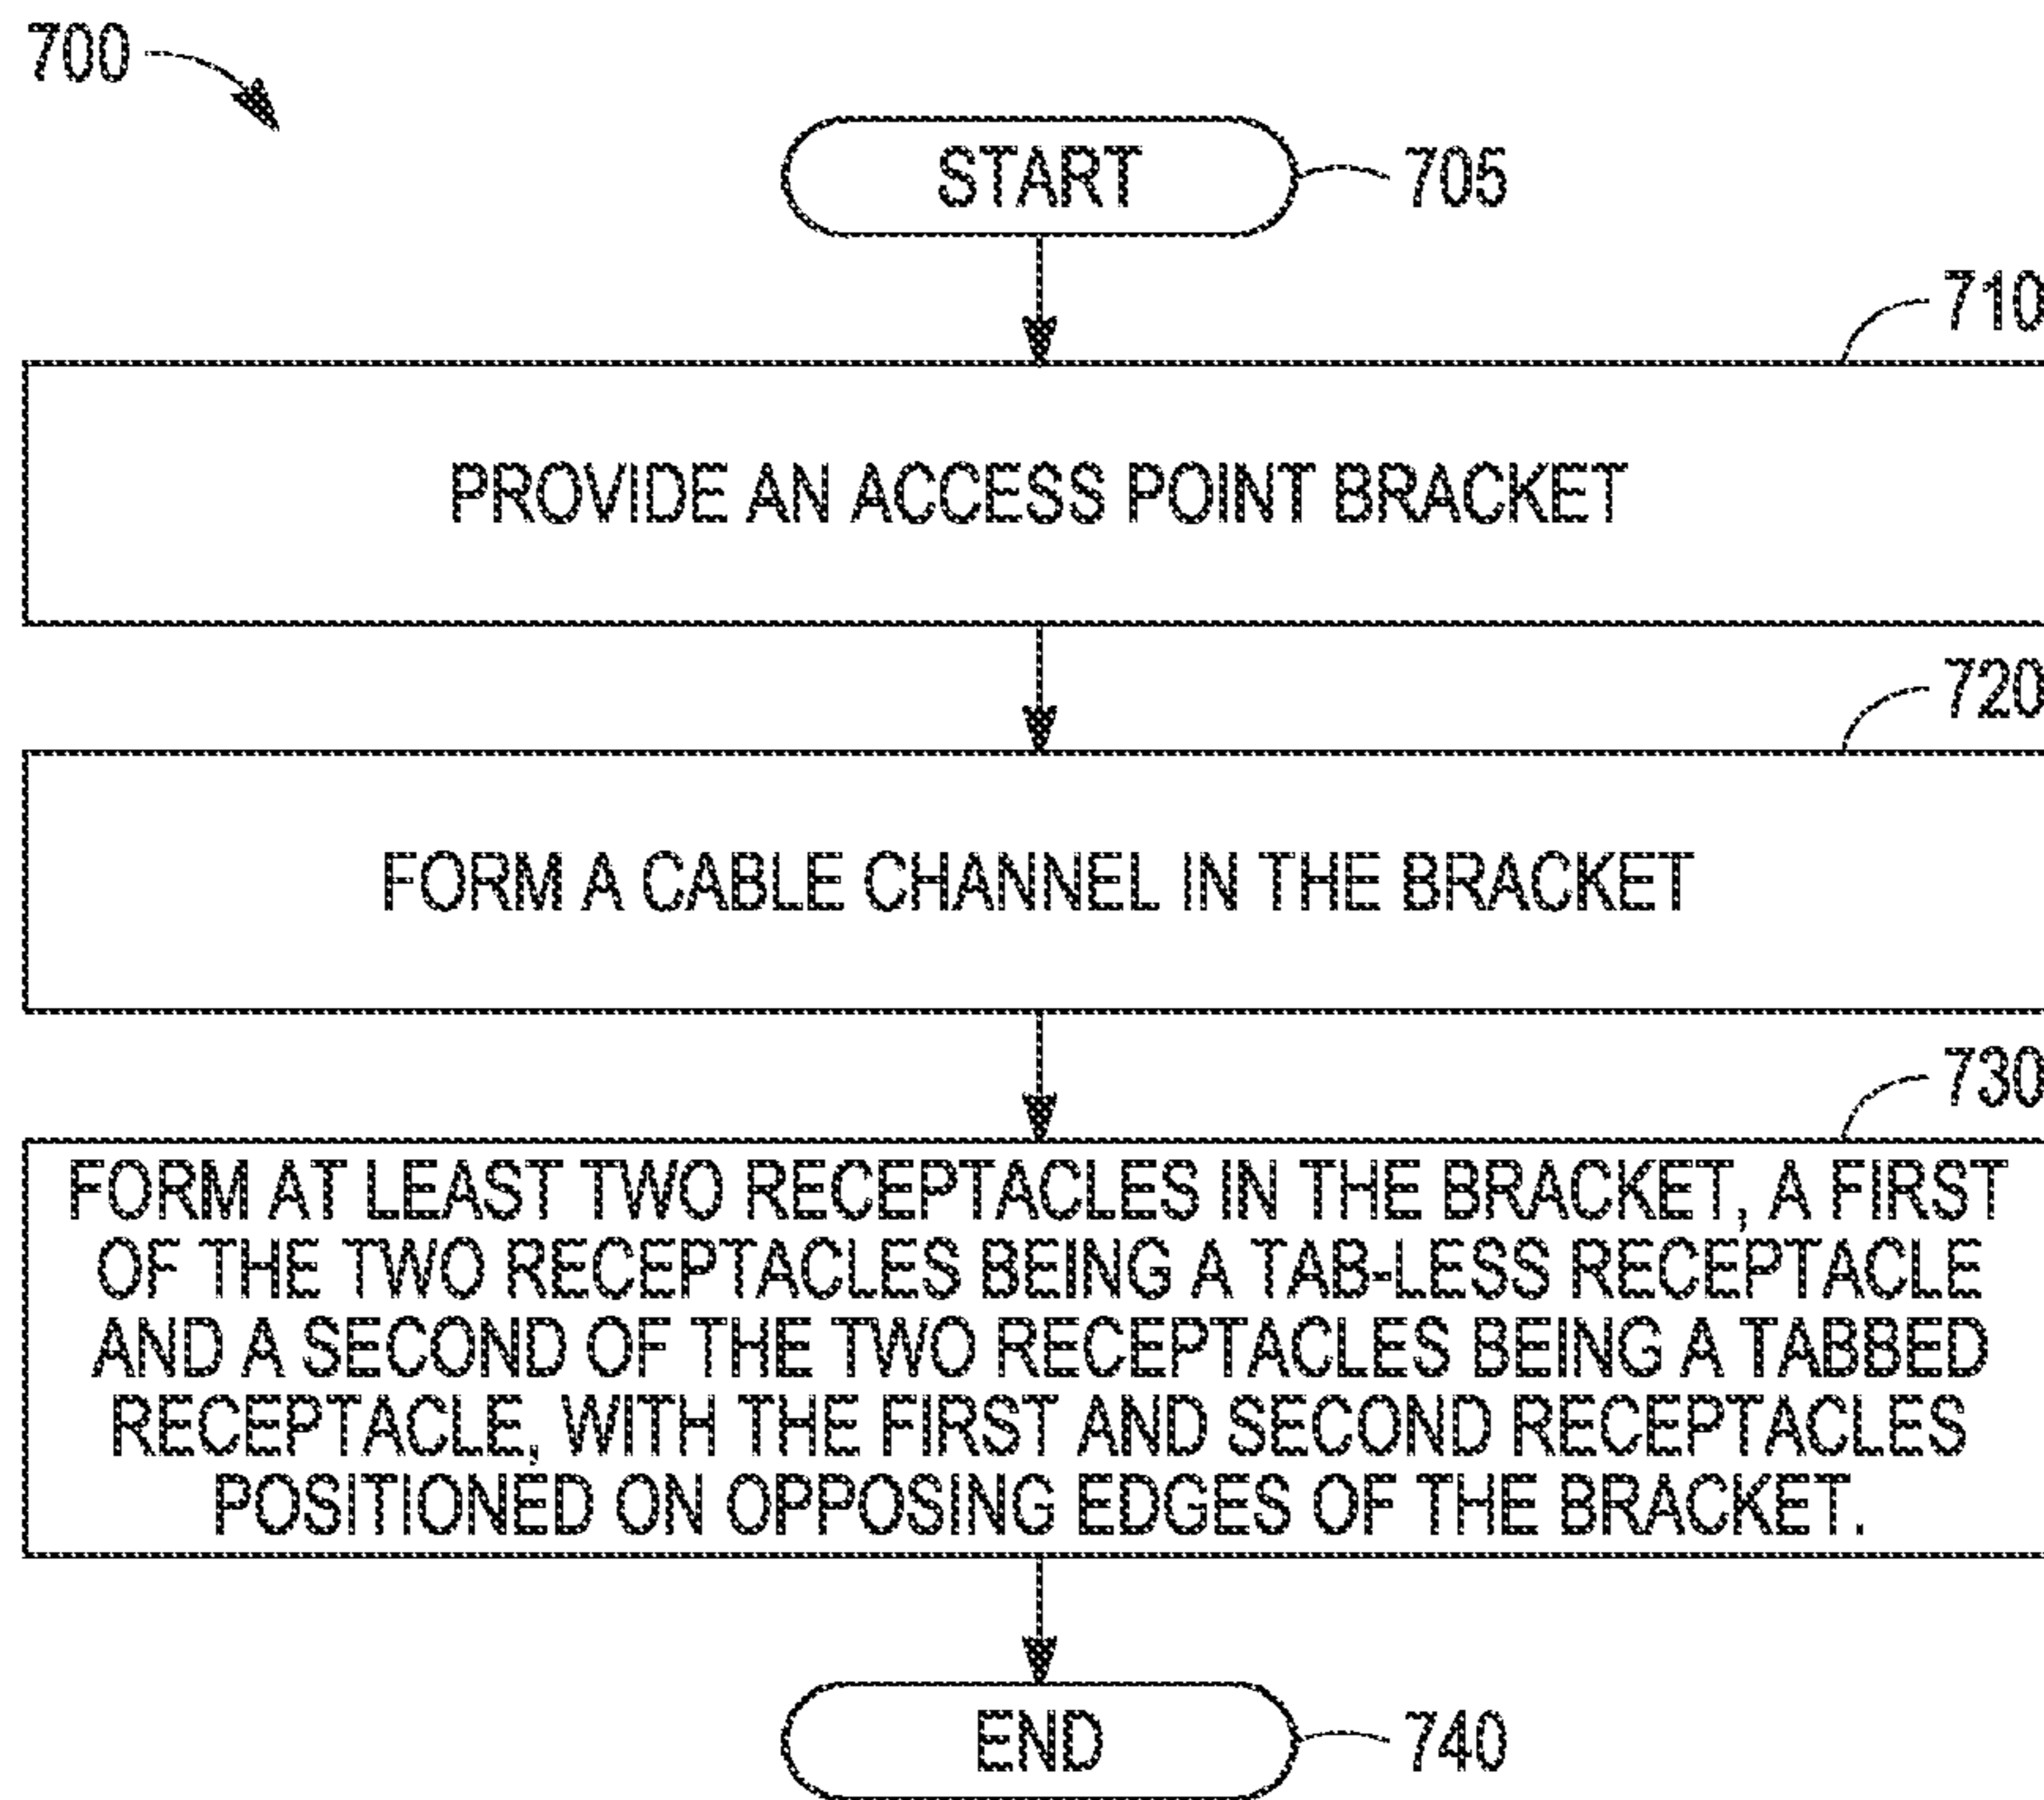 700
START
705
710
PROVIDE AN ACCESS POINT BRACKET
720
FORM A CABLE CHANNEL IN THE BRACKET
730
FORM AT LEAST TWO RECEPTACLES IN THE BRACKET, A FIRST
OF THE TWO RECEPTACLES BEING A TAB-LESS RECEPTACLE
AND A SECOND OF THE TWO RECEPTACLES BEING A TABBED
RECEPTACLE, WITH THE FIRST AND SECOND RECEPTACLES
POSITIONED ON OPPOSING EDGES OF THE BRACKET.
END
740